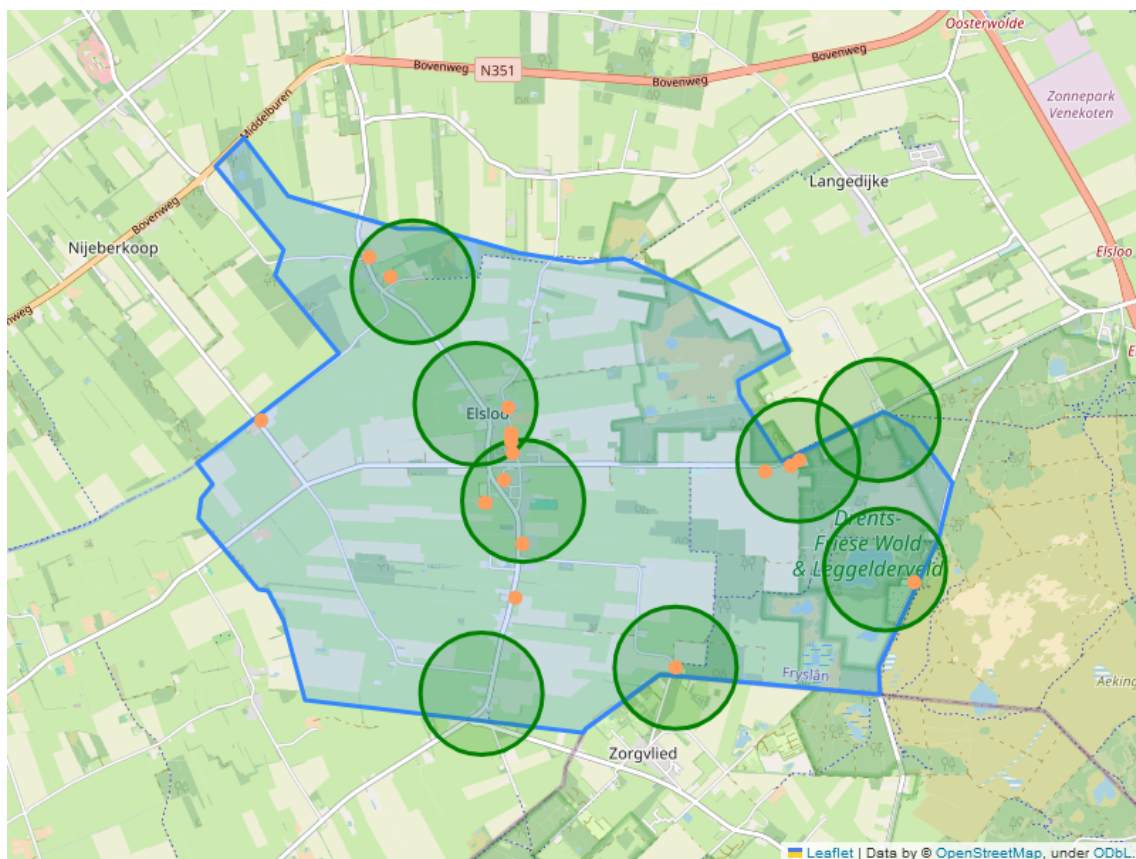 Oosterwolde
Bovenweg
N351
Bovenweg
Bovenweg
Zonnepark
Venekoten
Middelburen
Langedijke
Bovenweg
Nijeberkoop
Elsloo
Elsloo
Drents-
Friese Wold
& Leggelderveld
Fryslân
Zorgvlied
Leaflet | Data by © OpenStreetMap, under ODbL.